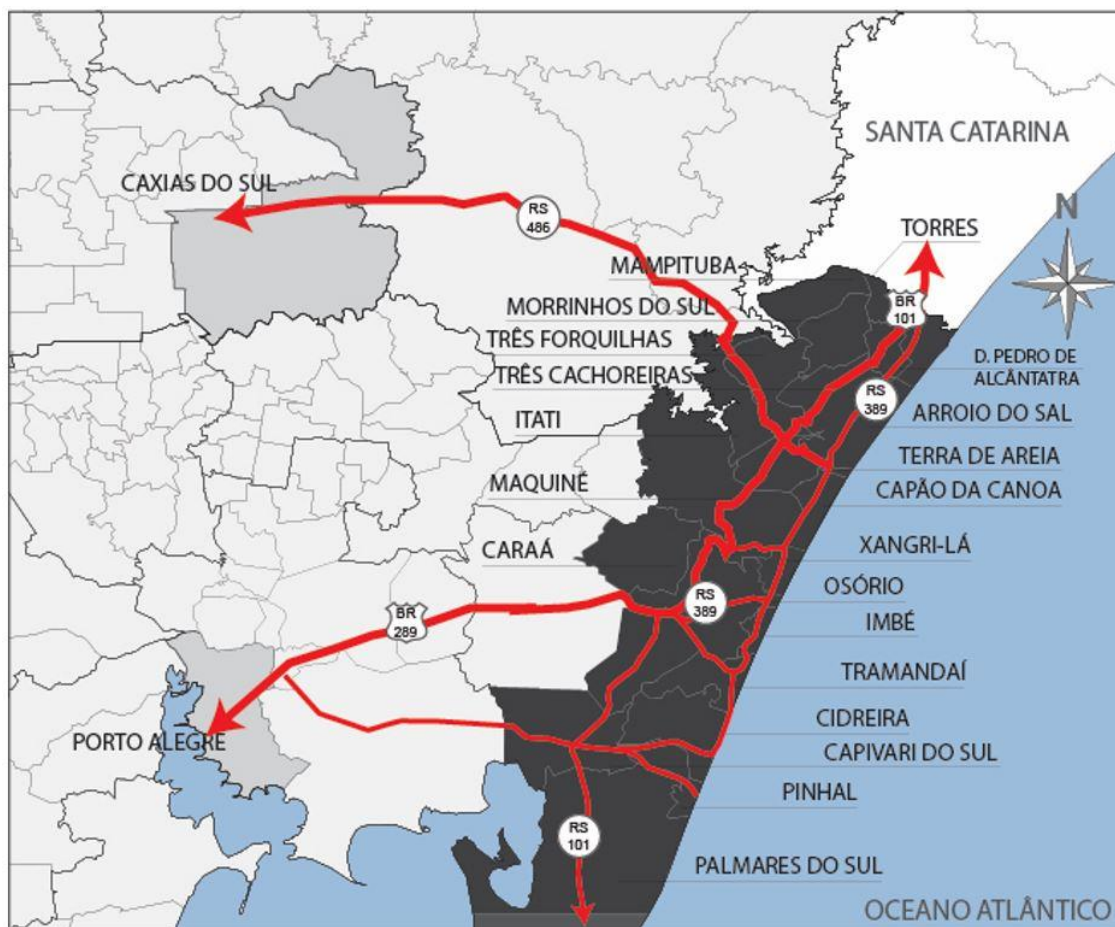 SANTA CATARINA
CAXIAS DO SUL
RS
486
N
TORRES
MAMPITUBA
MORRINHOS DO SUL
BR
101
TRÊS FORQUILHAS
D. PEDRO DE
ALCÂNTATRA
TRÊS CACHOREIRAS
RS
389
ITATI
ARROIO DO SAL
TERRA DE AREIA
MAQUINÉ
CAPÃO DA CANOA
CARAÁ
XANGRI-LÁ
OSÓRIO
RS
389
BR
289
IMBÉ
TRAMANDAÍ
CIDREIRA
PORTO ALEGRE
CAPIVARI DO SUL
PINHAL
RS
101
PALMARES DO SUL
OCEANO ATLÂNTICO